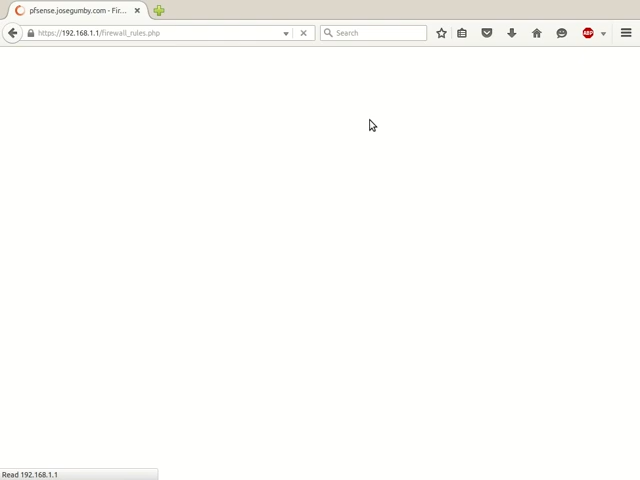 pfsense.josegumby.com - Fir...
https://192.168.1.1/firewall_rules.php
Search
ABP
Read 192.168.1.1